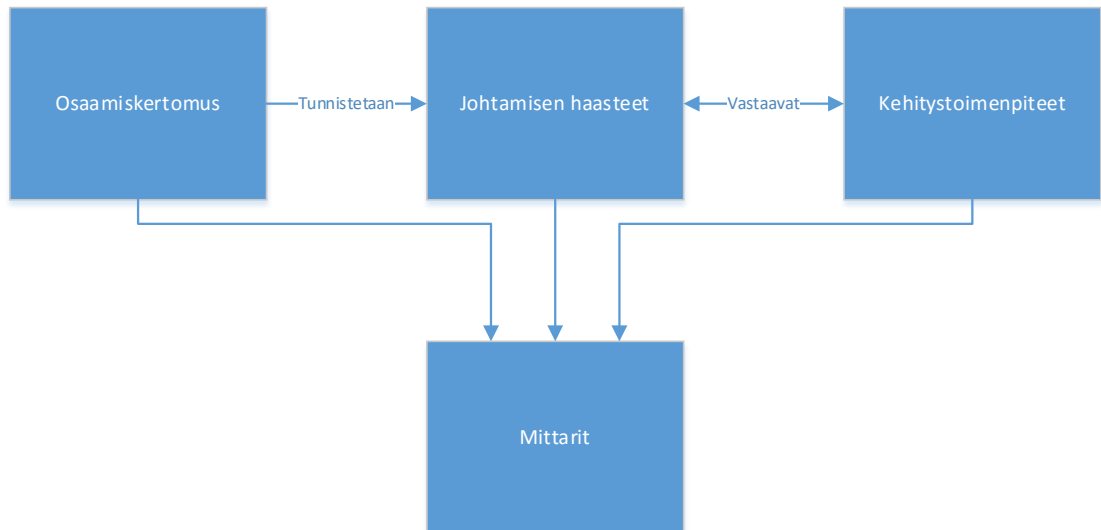 Osaamiskertomus
Tunnistetaan
Johtamisen haasteet
Vastaavat
Kehitystoimenpiteet
Mittarit